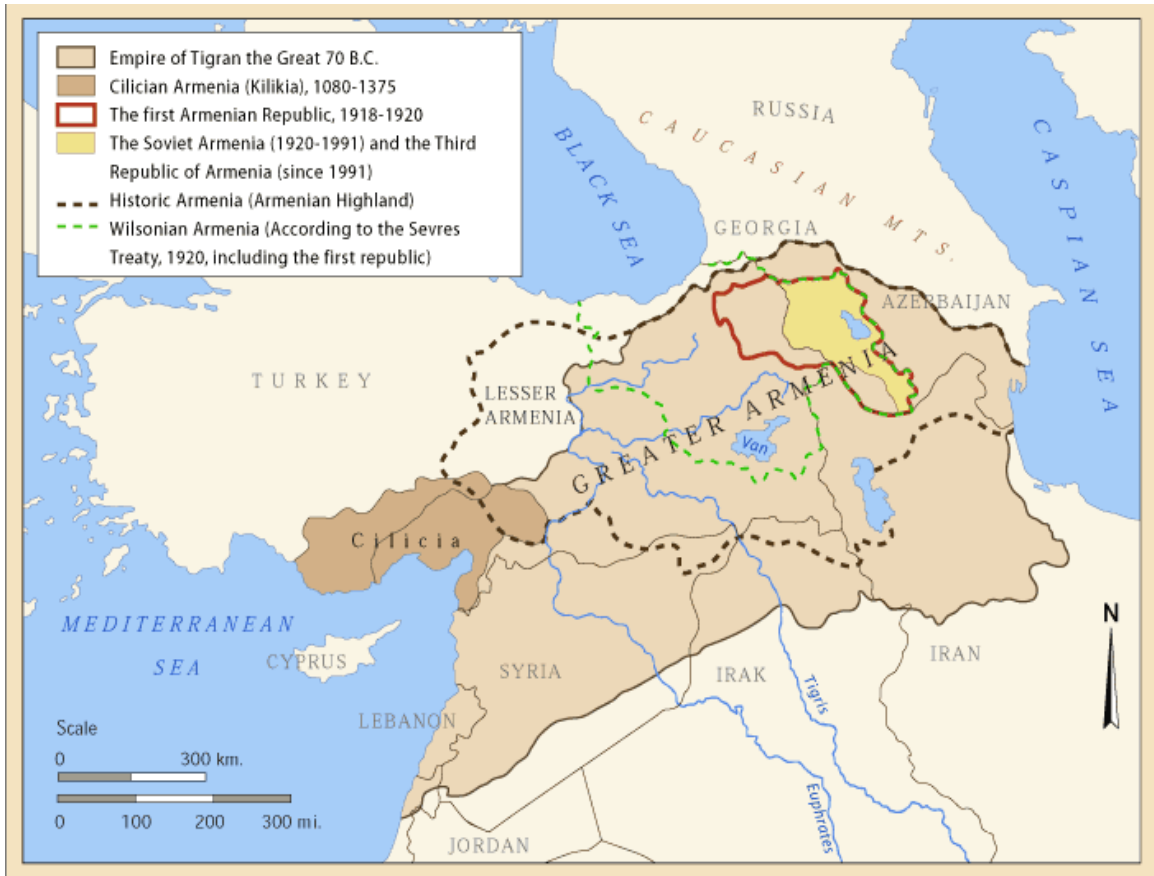 Empire of Tigran the Great 70 B.C.
Cilician Armenia (Kilikia), 1080-1375
The first Armenian Republic, 1918-1920
The Soviet Armenia (1920-1991) and the Third
Republic of Armenia (since 1991)
Historic Armenia (Armenian Highland)
Wilsonian Armenia (According to the Sevres
Treaty, 1920, including the first republic)
RUSSIA
CAUCASIAN MTS.
BLACK SEA
CASPIAN SEA
GEORGIA
AZERBAIJAN
TURKEY
LESSER
ARMENIA
GREATER ARMENIA
Van
Cilicia
MEDITERRANEAN
SEA
CYPRUS
SYRIA
IRAK
IRAN
N
LEBANON
Tigris
Euphrates
JORDAN
Scale
0 300 km.
0 100 200 300 mi.